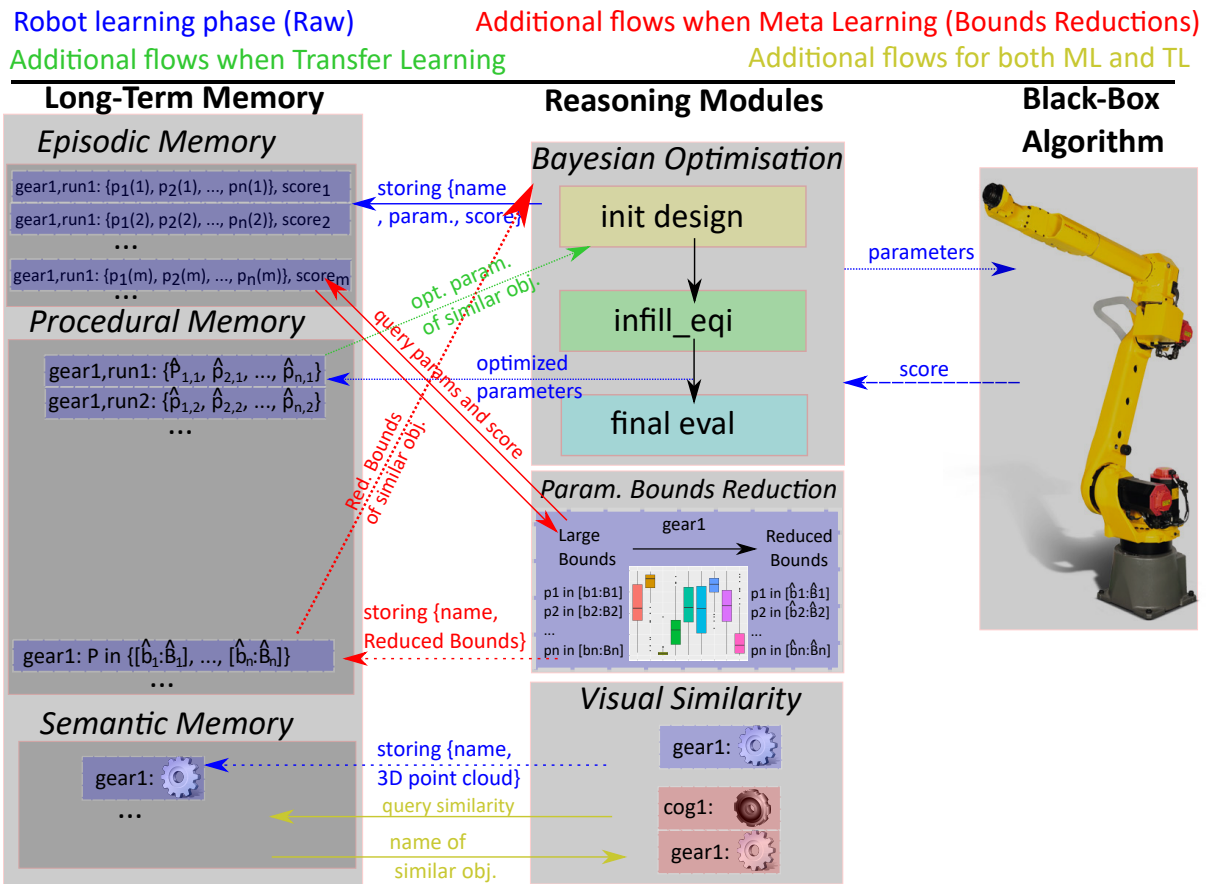 Robot learning phase (Raw)
Additional flows when Meta Learning (Bounds Reductions)
Additional flows when Transfer Learning
Additional flows for both ML and TL
Long-Term Memory
Reasoning Modules
Black-Box
Algorithm
Episodic Memory
gear1,run1: {p₁(1), p₂(1), ..., pn(1)}, score₁
gear1,run1: {p₁(2), p₂(2), ..., pₙ(2)}, score₂
...
gear1,run1: {p₁(m), p₂(m), ..., pₙ(m)}, scoreₘ
...
Procedural Memory
gear1,run1: {p̂₁,₁, p̂₂,₁, ..., p̂ₙ,₁}
gear1,run2: {p̂₁,₂, p̂₂,₂, ..., p̂ₙ,₂}
...
gear1: P in {[b̂₁:B̂₁], ..., [b̂ₙ:B̂ₙ]}
...
Semantic Memory
gear1:
...
storing {name
, param., score}
opt. param.
of similar obj.
query params and score
optimized
parameters
Red. Bounds
of similar obj.
storing {name,
Reduced Bounds}
storing {name,
3D point cloud}
query similarity
name of
similar obj.
Bayesian Optimisation
init design
infill_eqi
final eval
Param. Bounds Reduction
gear1
Large
Bounds
Reduced
Bounds
p1 in [b1:B1]
p2 in [b2:B2]
...
pn in [bn:Bn]
p1 in [b̂1:B̂1]
p2 in [b̂2:B̂2]
...
pn in [b̂n:B̂n]
Visual Similarity
gear1:
cog1:
gear1:
parameters
score